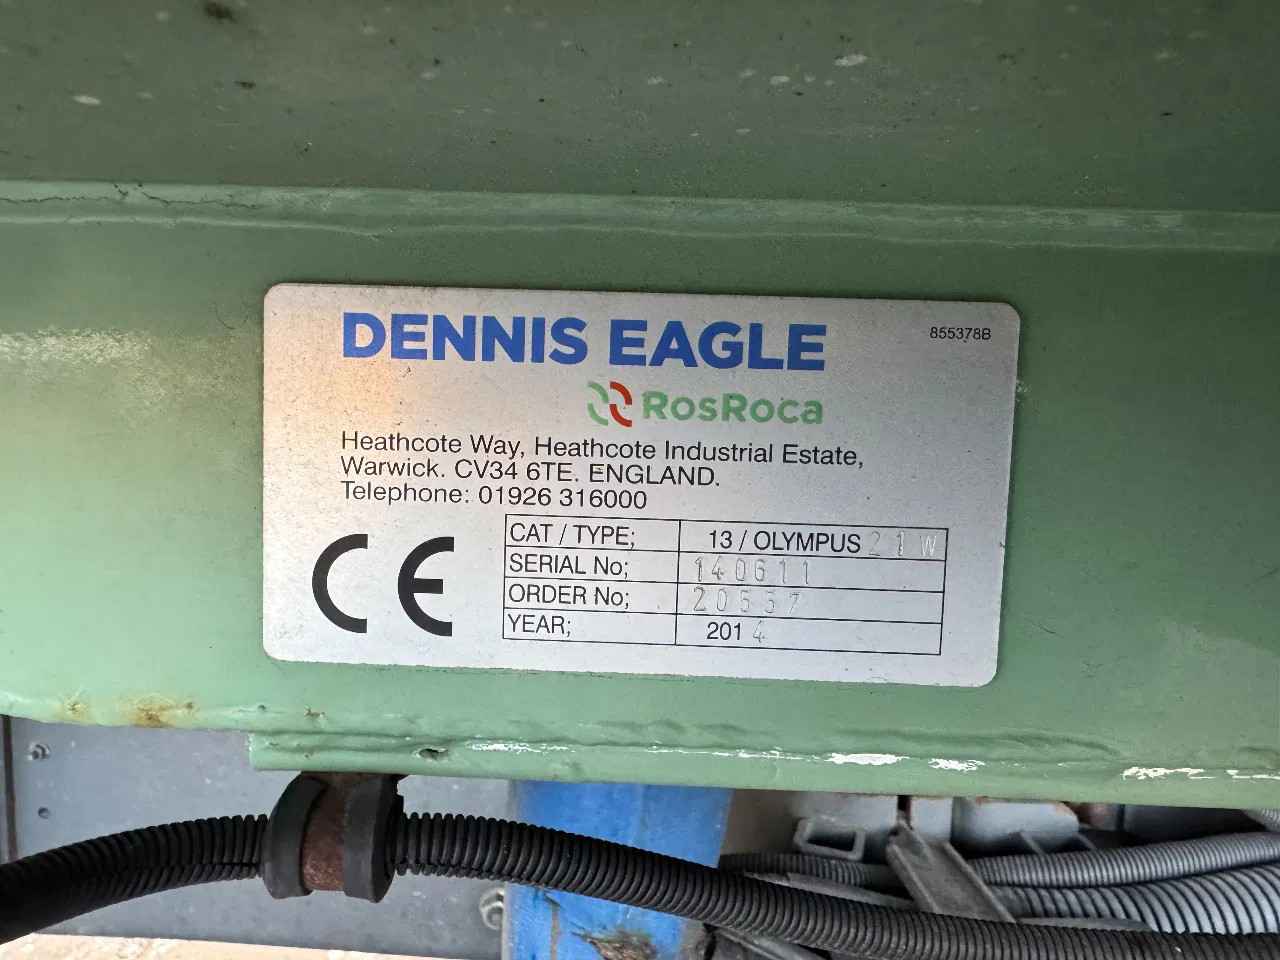 DENNIS EAGLE
855378B
RosRoca
Heathcote Way, Heathcote Industrial Estate,
Warwick. CV34 6TE. ENGLAND.
Telephone: 01926 316000
CE
CAT / TYPE; 13 / OLYMPUS 21W
SERIAL No; 140611
ORDER No; 20557
YEAR; 2014